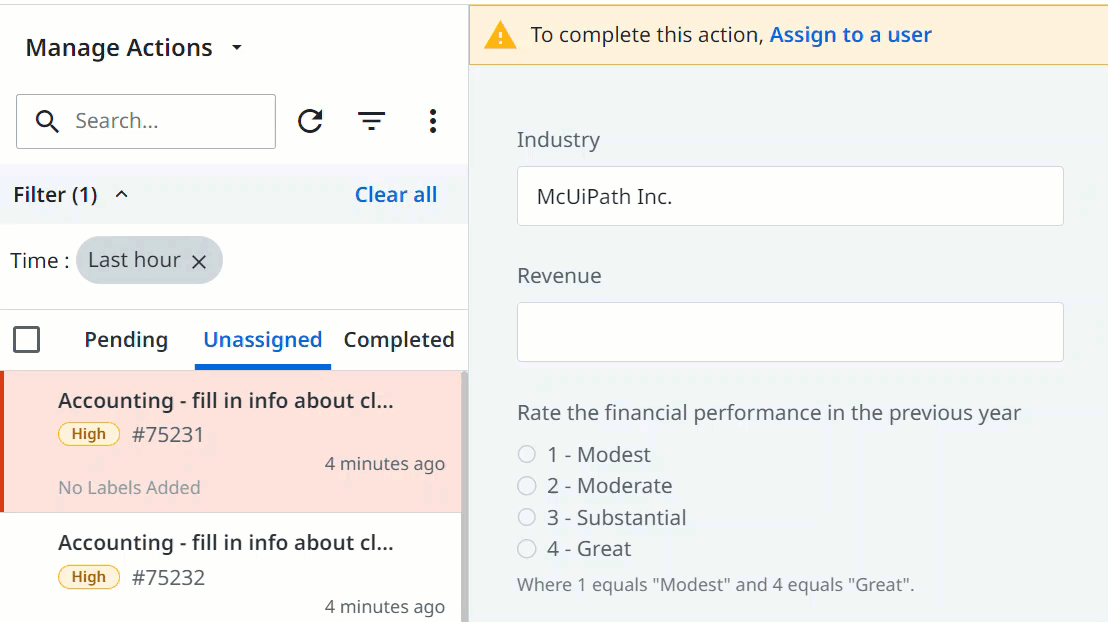 Manage Actions
Search...
Filter (1)
Clear all
Time :
Last hour
Pending
Unassigned
Completed
Accounting - fill in info about cl...
High
#75231
4 minutes ago
No Labels Added
Accounting - fill in info about cl...
High
#75232
4 minutes ago
To complete this action, Assign to a user
Industry
McUiPath Inc.
Revenue
Rate the financial performance in the previous year
1 - Modest
2 - Moderate
3 - Substantial
4 - Great
Where 1 equals "Modest" and 4 equals "Great".